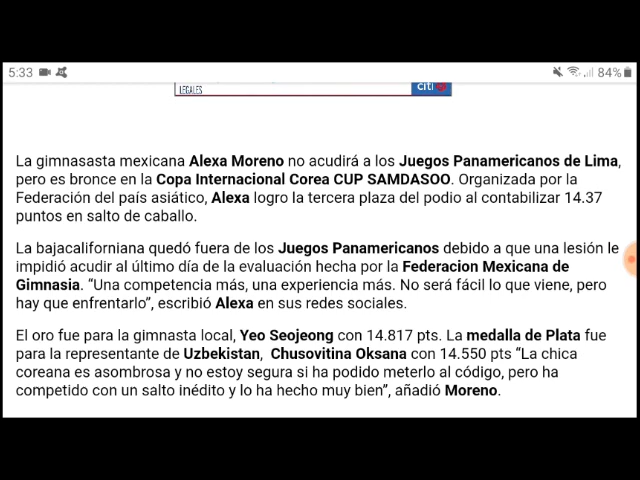 5:33
84%
LEGALES
citi
La gimnasasta mexicana Alexa Moreno no acudirá a los Juegos Panamericanos de Lima,
pero es bronce en la Copa Internacional Corea CUP SAMDASOO. Organizada por la
Federación del país asiático, Alexa logro la tercera plaza del podio al contabilizar 14.37
puntos en salto de caballo.
La bajacaliforniana quedó fuera de los Juegos Panamericanos debido a que una lesión le
impidió acudir al último día de la evaluación hecha por la Federacion Mexicana de
Gimnasia. “Una competencia más, una experiencia más. No será fácil lo que viene, pero
hay que enfrentarlo”, escribió Alexa en sus redes sociales.
El oro fue para la gimnasta local, Yeo Seojeong con 14.817 pts. La medalla de Plata fue
para la representante de Uzbekistan, Chusovitina Oksana con 14.550 pts “La chica
coreana es asombrosa y no estoy segura si ha podido meterlo al código, pero ha
competido con un salto inédito y lo ha hecho muy bien”, añadió Moreno.